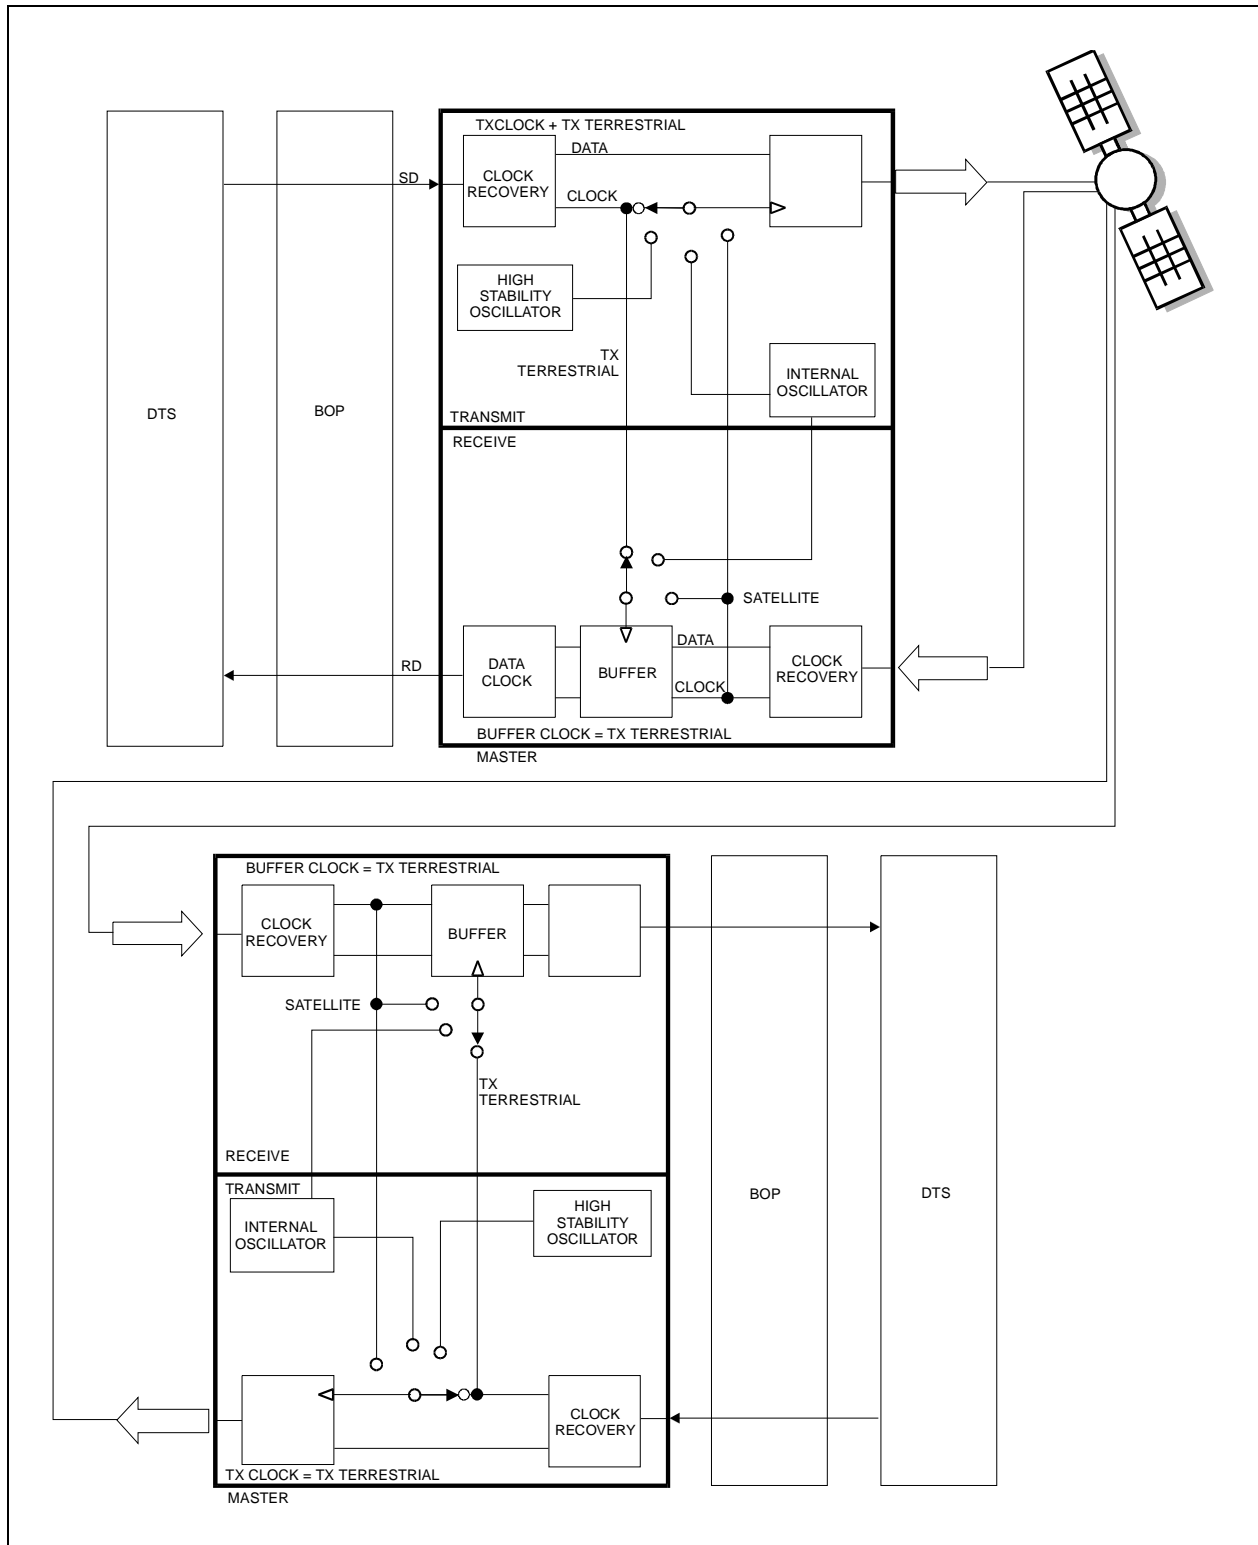 TXCLOCK + TX TERRESTRIAL
DATA
SD
CLOCK
RECOVERY
CLOCK
HIGH
STABILITY
OSCILLATOR
TX
TERRESTRIAL
INTERNAL
OSCILLATOR
DTS
BOP
TRANSMIT
RECEIVE
SATELLITE
DATA
RD
DATA
CLOCK
BUFFER
CLOCK
RECOVERY
CLOCK
BUFFER CLOCK = TX TERRESTRIAL
MASTER
BUFFER CLOCK = TX TERRESTRIAL
CLOCK
RECOVERY
BUFFER
SATELLITE
TX
TERRESTRIAL
RECEIVE
TRANSMIT
BOP
DTS
INTERNAL
OSCILLATOR
HIGH
STABILITY
OSCILLATOR
CLOCK
RECOVERY
TX CLOCK = TX TERRESTRIAL
MASTER